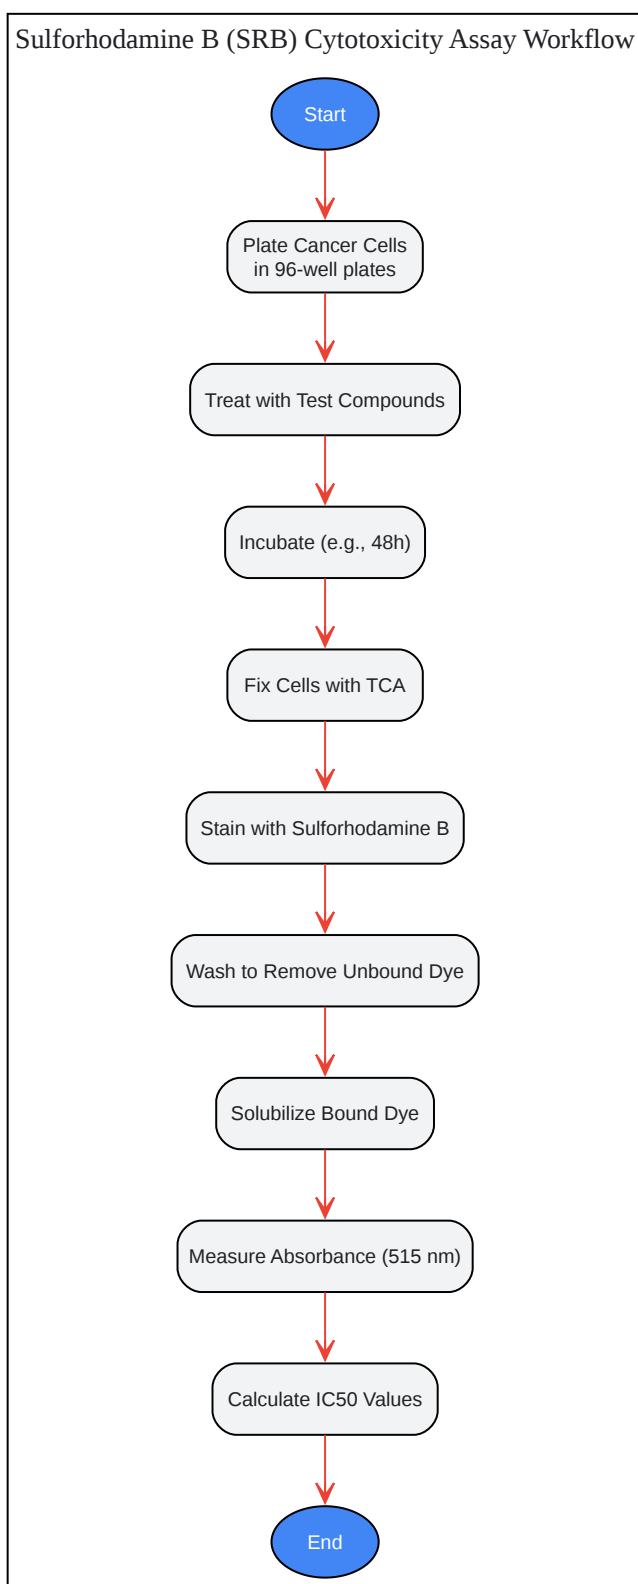 Sulforhodamine B (SRB) Cytotoxicity Assay Workflow
Start
Plate Cancer Cells
in 96-well plates
Treat with Test Compounds
Incubate (e.g., 48h)
Fix Cells with TCA
Stain with Sulforhodamine B
Wash to Remove Unbound Dye
Solubilize Bound Dye
Measure Absorbance (515 nm)
Calculate IC50 Values
End